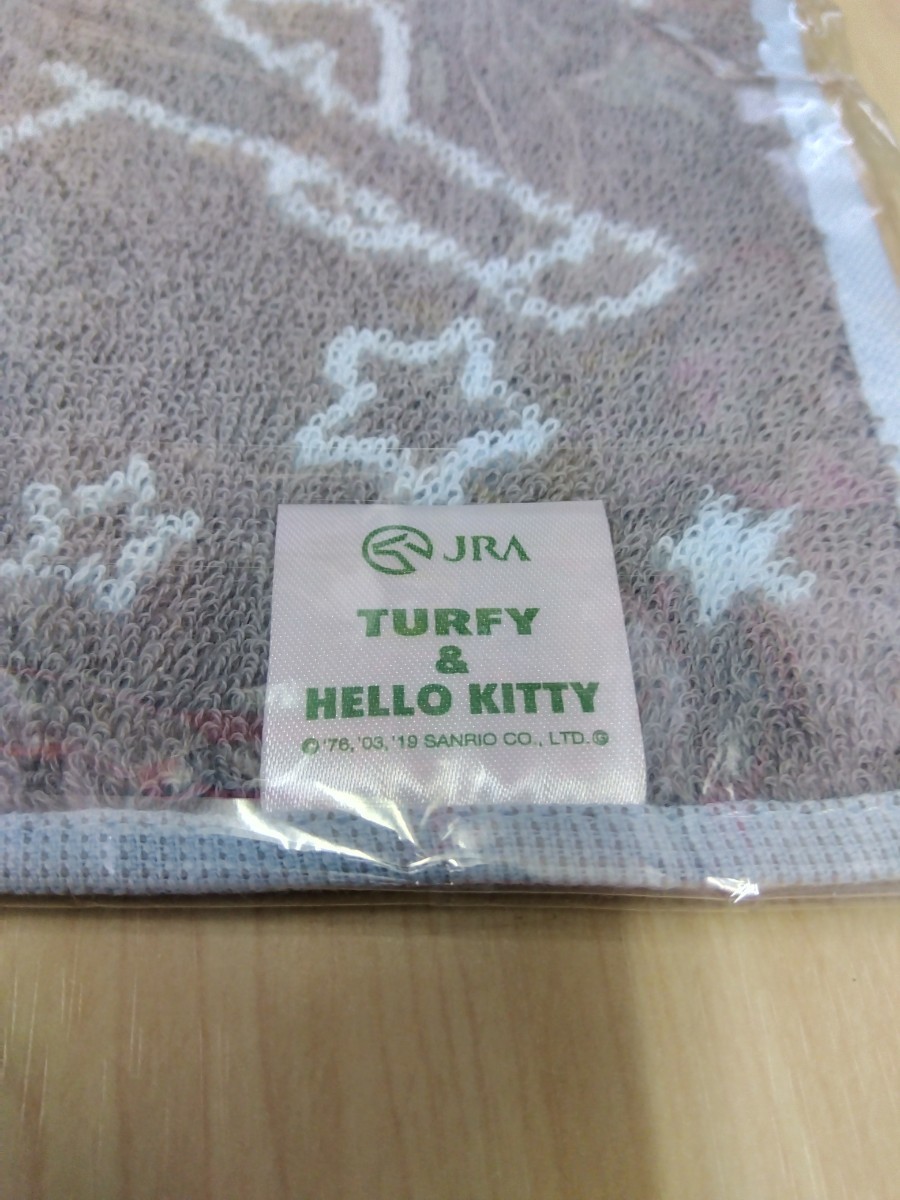 JRA
TURFY
&
HELLO KITTY
©'76,'03,'19 SANRIO CO., LTD. Ⓖ